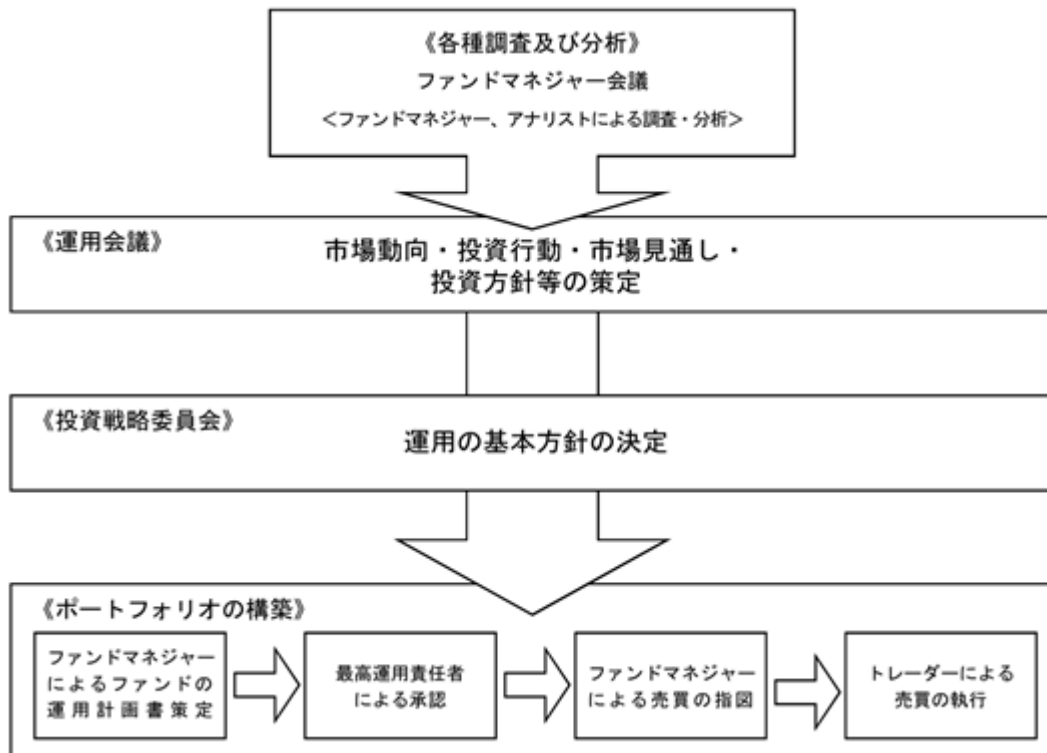 《各種調査及び分析》
ファンドマネジャー会議
＜ファンドマネジャー、アナリストによる調査・分析＞
《運用会議》
市場動向・投資行動・市場見通し・
投資方針等の策定
《投資戦略委員会》
運用の基本方針の決定
《ポートフォリオの構築》
ファンドマネジャー
によるファンドの
運用計画書策定
最高運用責任者
による承認
ファンドマネジャー
による売買の指図
トレーダーによる
売買の執行